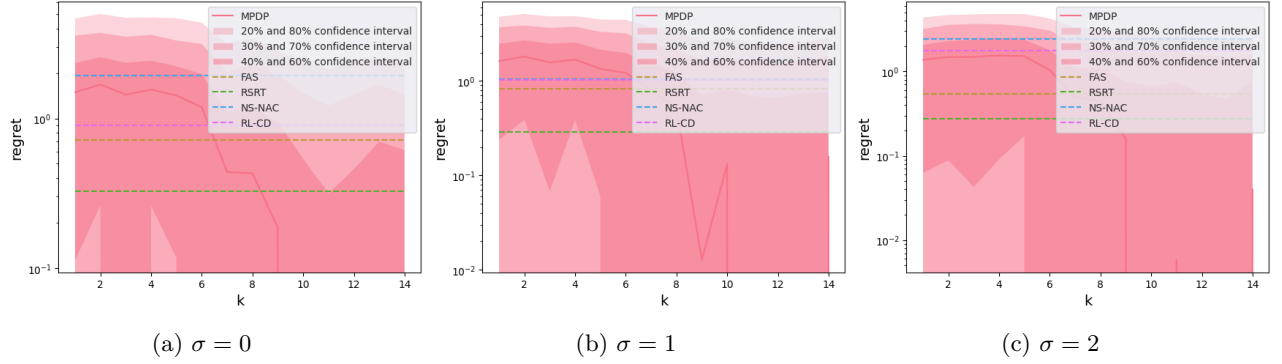 MPDP
20% and 80% confidence interval
30% and 70% confidence interval
40% and 60% confidence interval
FAS
RSRT
NS-NAC
RL-CD
regret
10^0
10^-1
2 4 6 8 10 12 14
k
(a) σ = 0
MPDP
20% and 80% confidence interval
30% and 70% confidence interval
40% and 60% confidence interval
FAS
RSRT
NS-NAC
RL-CD
regret
10^0
10^-1
10^-2
2 4 6 8 10 12 14
k
(b) σ = 1
MPDP
20% and 80% confidence interval
30% and 70% confidence interval
40% and 60% confidence interval
FAS
RSRT
NS-NAC
RL-CD
regret
10^0
10^-1
10^-2
2 4 6 8 10 12 14
k
(c) σ = 2